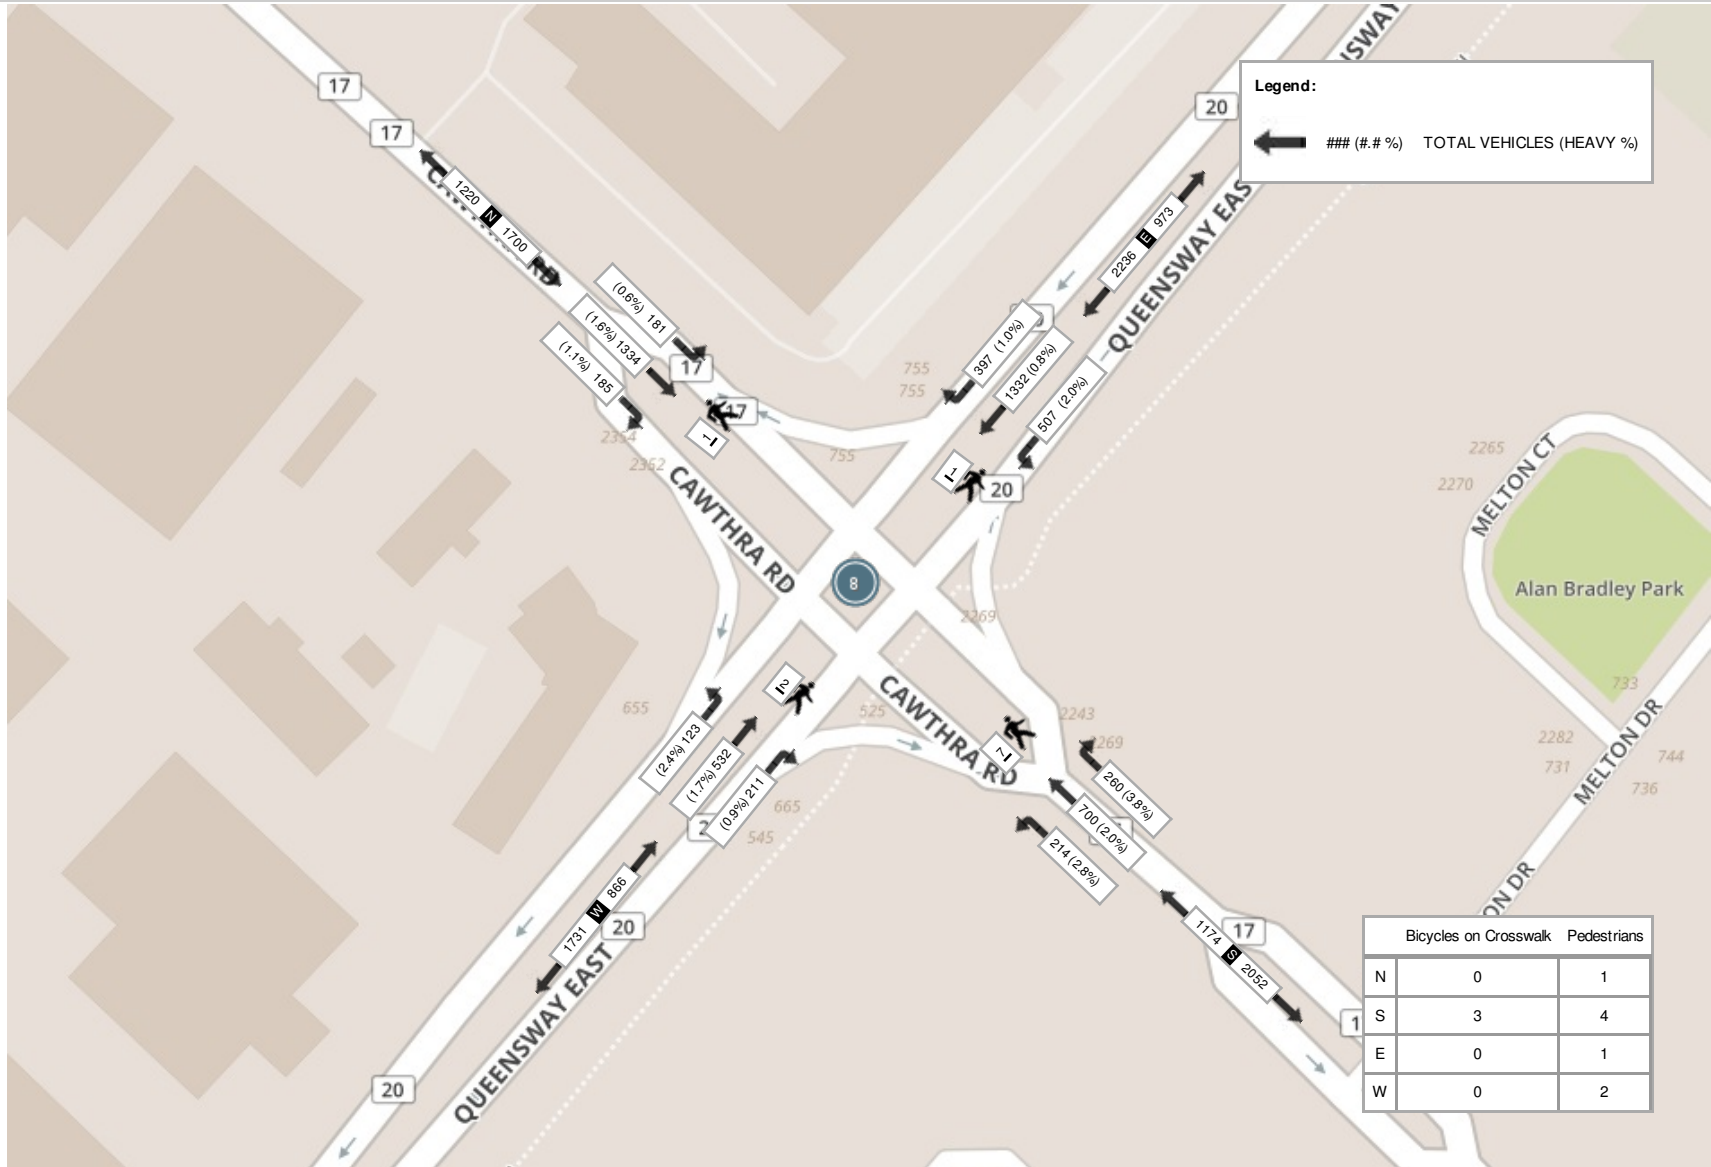 17
17
20
Legend:
### (#.# %) TOTAL VEHICLES (HEAVY %)
1220 N 1700
RD
973 E 2236
QUEENSWAY EAS
(0.6%) 181
(1.6%) 1334
(1.1%) 185
17
17
397 (1.0%)
1332 (0.8%)
507 (2.0%)
755
755
755
2354
2352
1
1
20
CAWTHRA RD
8
2269
2265
2270
MELTON CT
Alan Bradley Park
733
MELTON DR
2282
731
744
736
655
2
525
CAWTHRA RD
2243
2269
7
(2.4%) 123
(1.7%) 532
(0.9%) 211
665
545
260 (3.8%)
700 (2.0%)
214 (2.8%)
1731 W 866
20
QUEENSWAY EAST
1174 S 2052
17
ON DR
20
Bicycles on Crosswalk Pedestrians
N 0 1
S 3 4
E 0 1
W 0 2